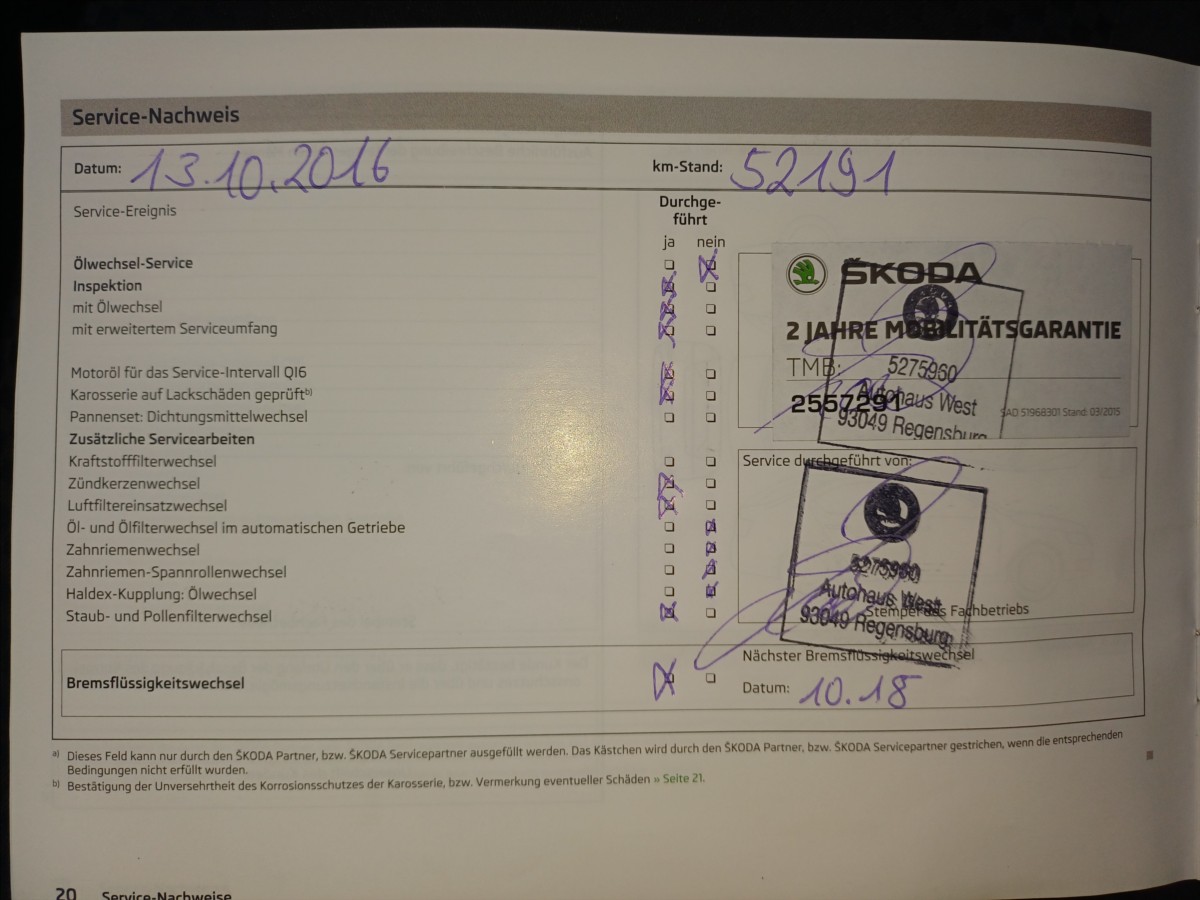 Service-Nachweis
Datum: 13.10.2016
km-Stand: 52191
Service-Ereignis
Durchge-
führt
ja nein
Ölwechsel-Service
Inspektion
mit Ölwechsel
mit erweitertem Serviceumfang
Motoröl für das Service-Intervall QI6
Karosserie auf Lackschäden geprüft b)
Pannenset: Dichtungsmittelwechsel
Zusätzliche Servicearbeiten
Kraftstofffilterwechsel
Zündkerzenwechsel
Luftfiltereinsatzwechsel
Öl- und Ölfilterwechsel im automatischen Getriebe
Zahnriemenwechsel
Zahnriemen-Spannrollenwechsel
Haldex-Kupplung: Ölwechsel
Staub- und Pollenfilterwechsel
Bremsflüssigkeitswechsel
ŠKODA
2 JAHRE MOBILITÄTSGARANTIE
TMB:
5275960
2557291
Autohaus West
SAD 51968301 Stand: 03/2015
93049 Regensburg
Service durchgeführt von:
5275960
Autohaus West
Stempel des Fachbetriebs
93049 Regensburg
Nächster Bremsflüssigkeitswechsel
Datum: 10.18
a) Dieses Feld kann nur durch den ŠKODA Partner, bzw. ŠKODA Servicepartner ausgefüllt werden. Das Kästchen wird durch den ŠKODA Partner, bzw. ŠKODA Servicepartner gestrichen, wenn die entsprechenden
Bedingungen nicht erfüllt wurden.
b) Bestätigung der Unversehrtheit des Korrosionsschutzes der Karosserie, bzw. Vermerkung eventueller Schäden » Seite 21.
20 Service-Nachweise